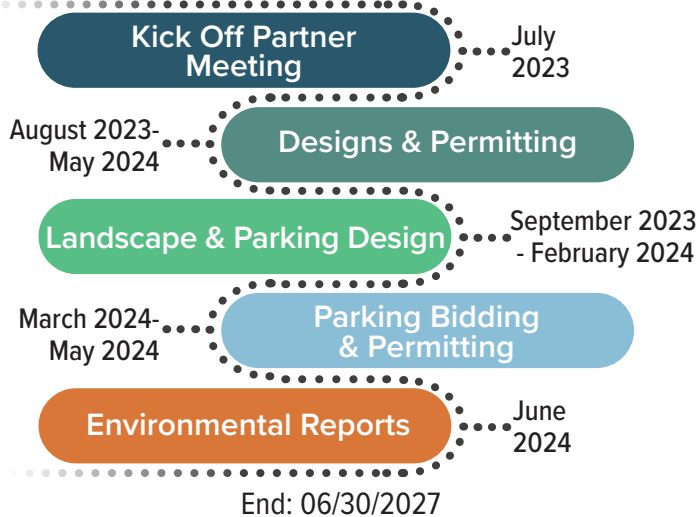 Kick Off Partner
Meeting
July
2023
August 2023-
May 2024
Designs & Permitting
Landscape & Parking Design
September 2023
- February 2024
March 2024-
May 2024
Parking Bidding
& Permitting
Environmental Reports
June
2024
End: 06/30/2027